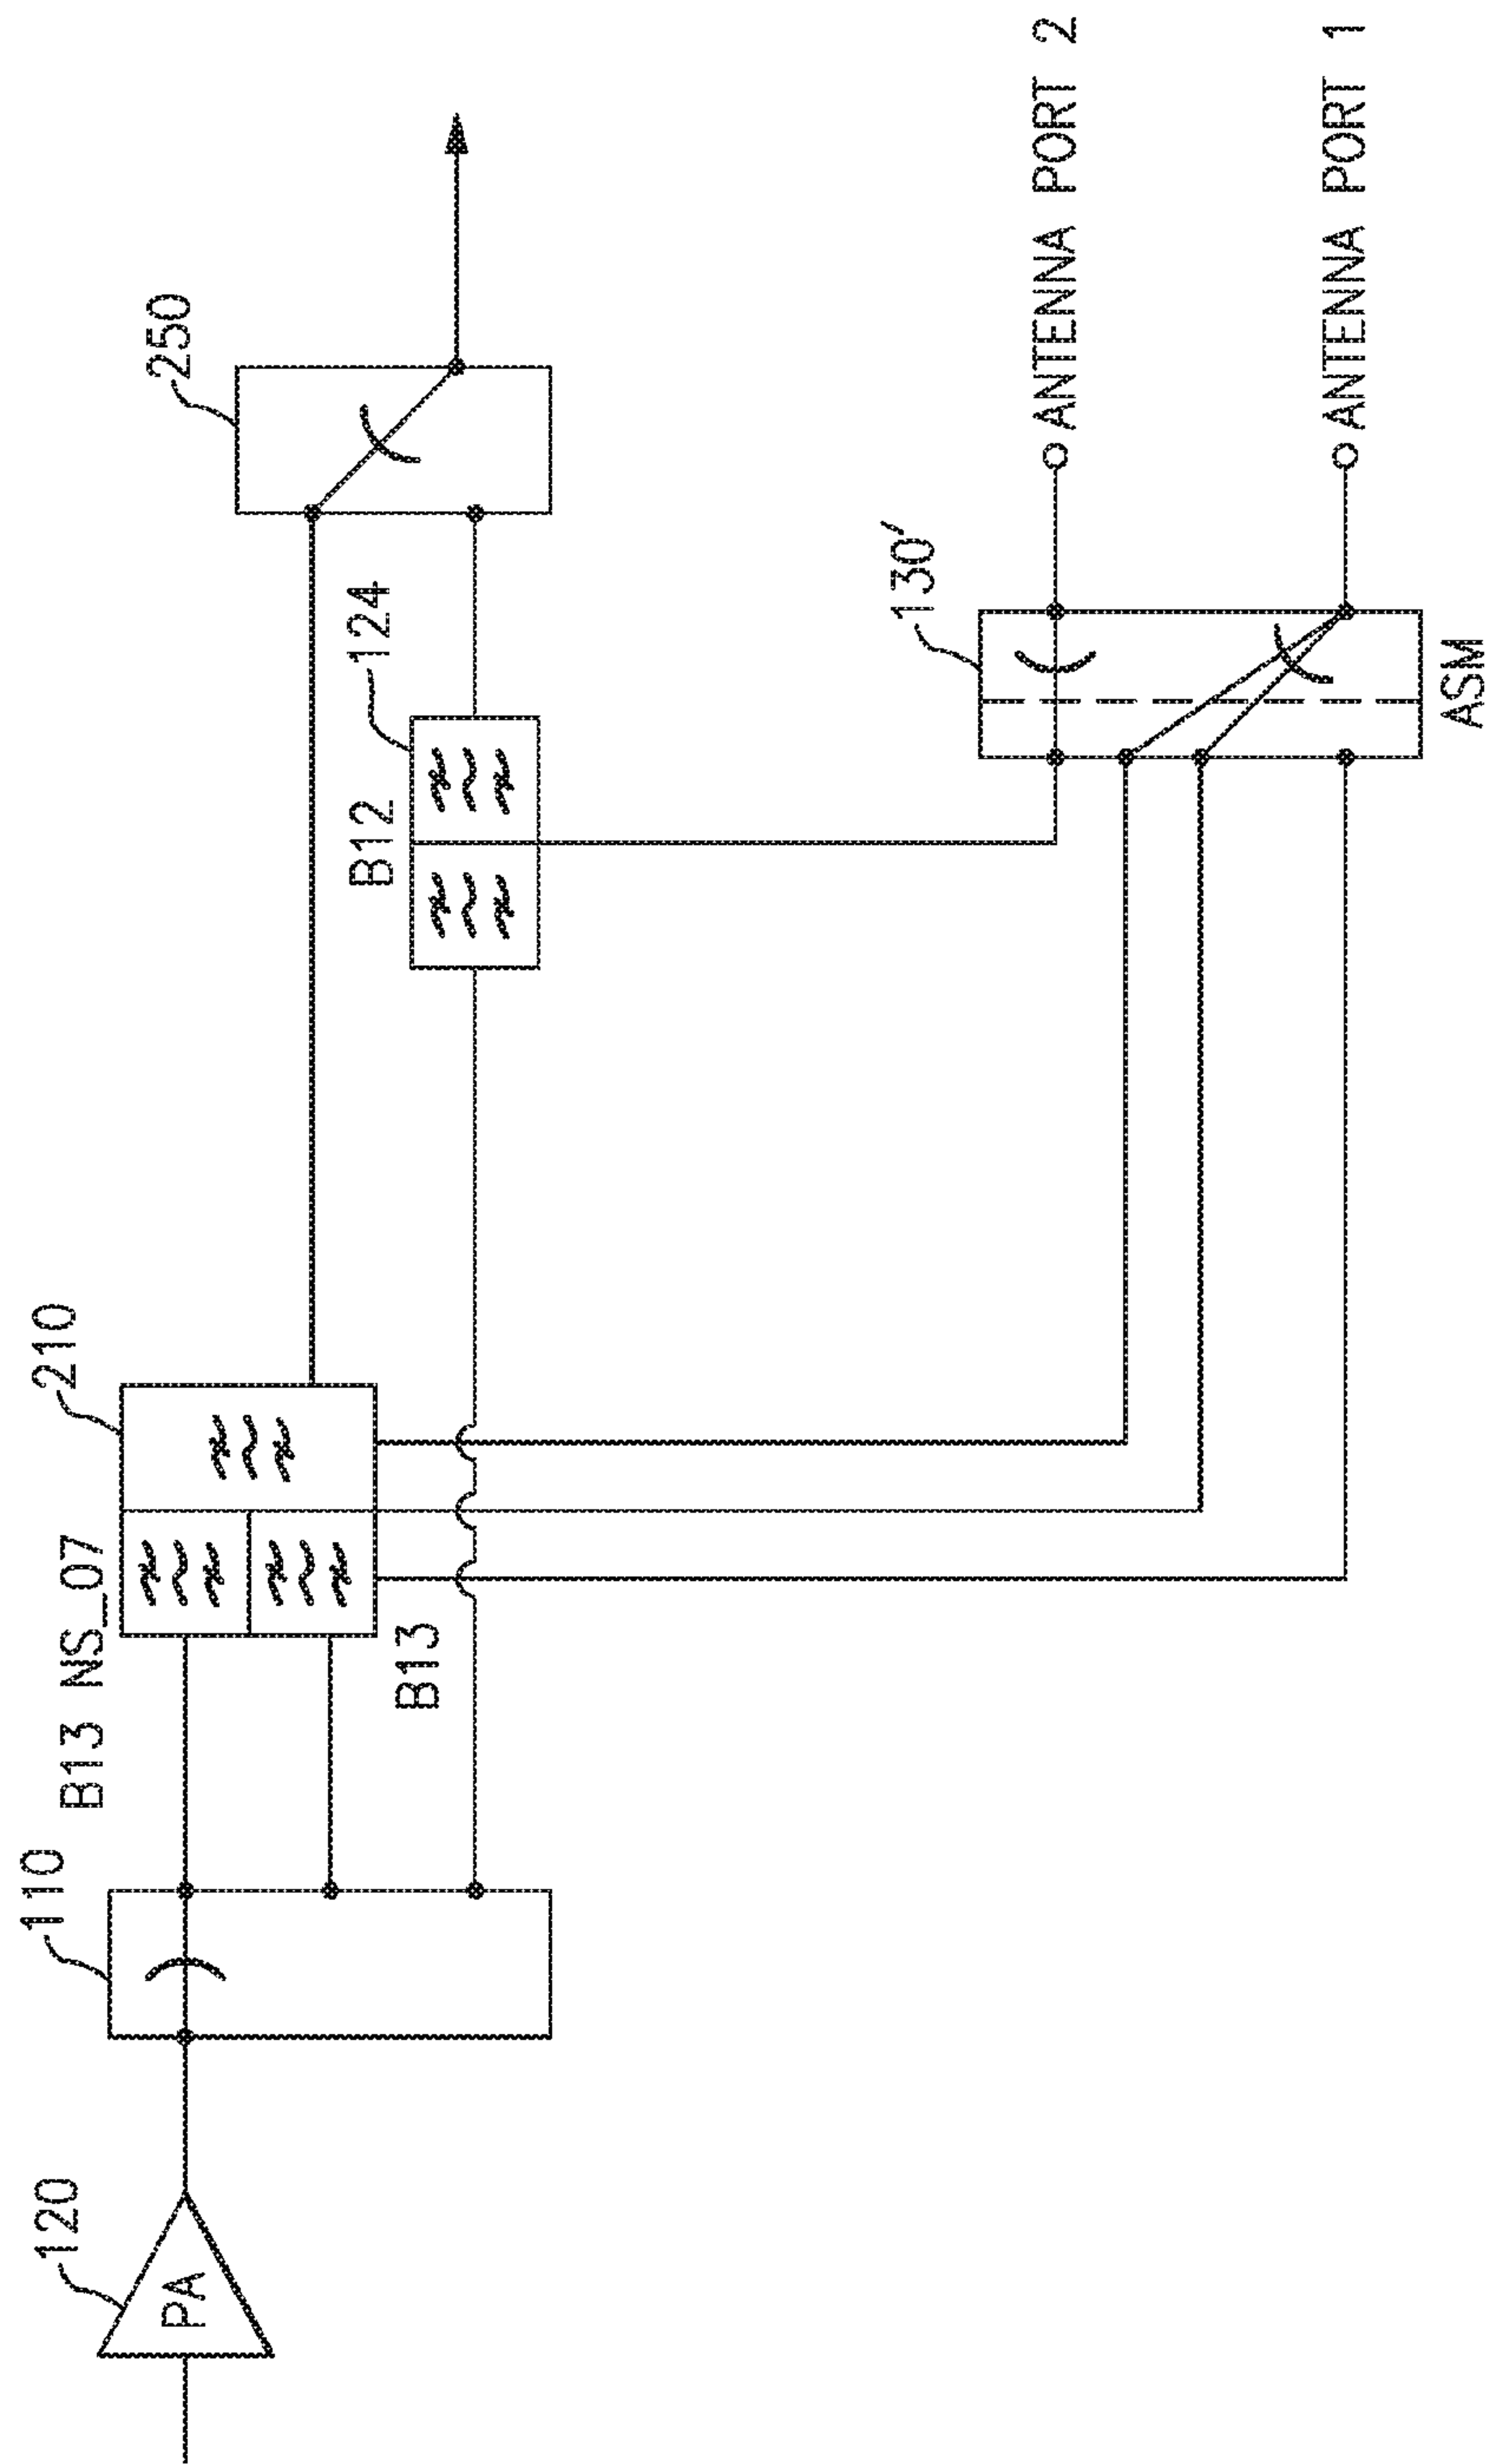 120
PA
110
B13 NS_07
210
B13
B12
124
250
130′
ASM
ANTENNA PORT 2
ANTENNA PORT 1